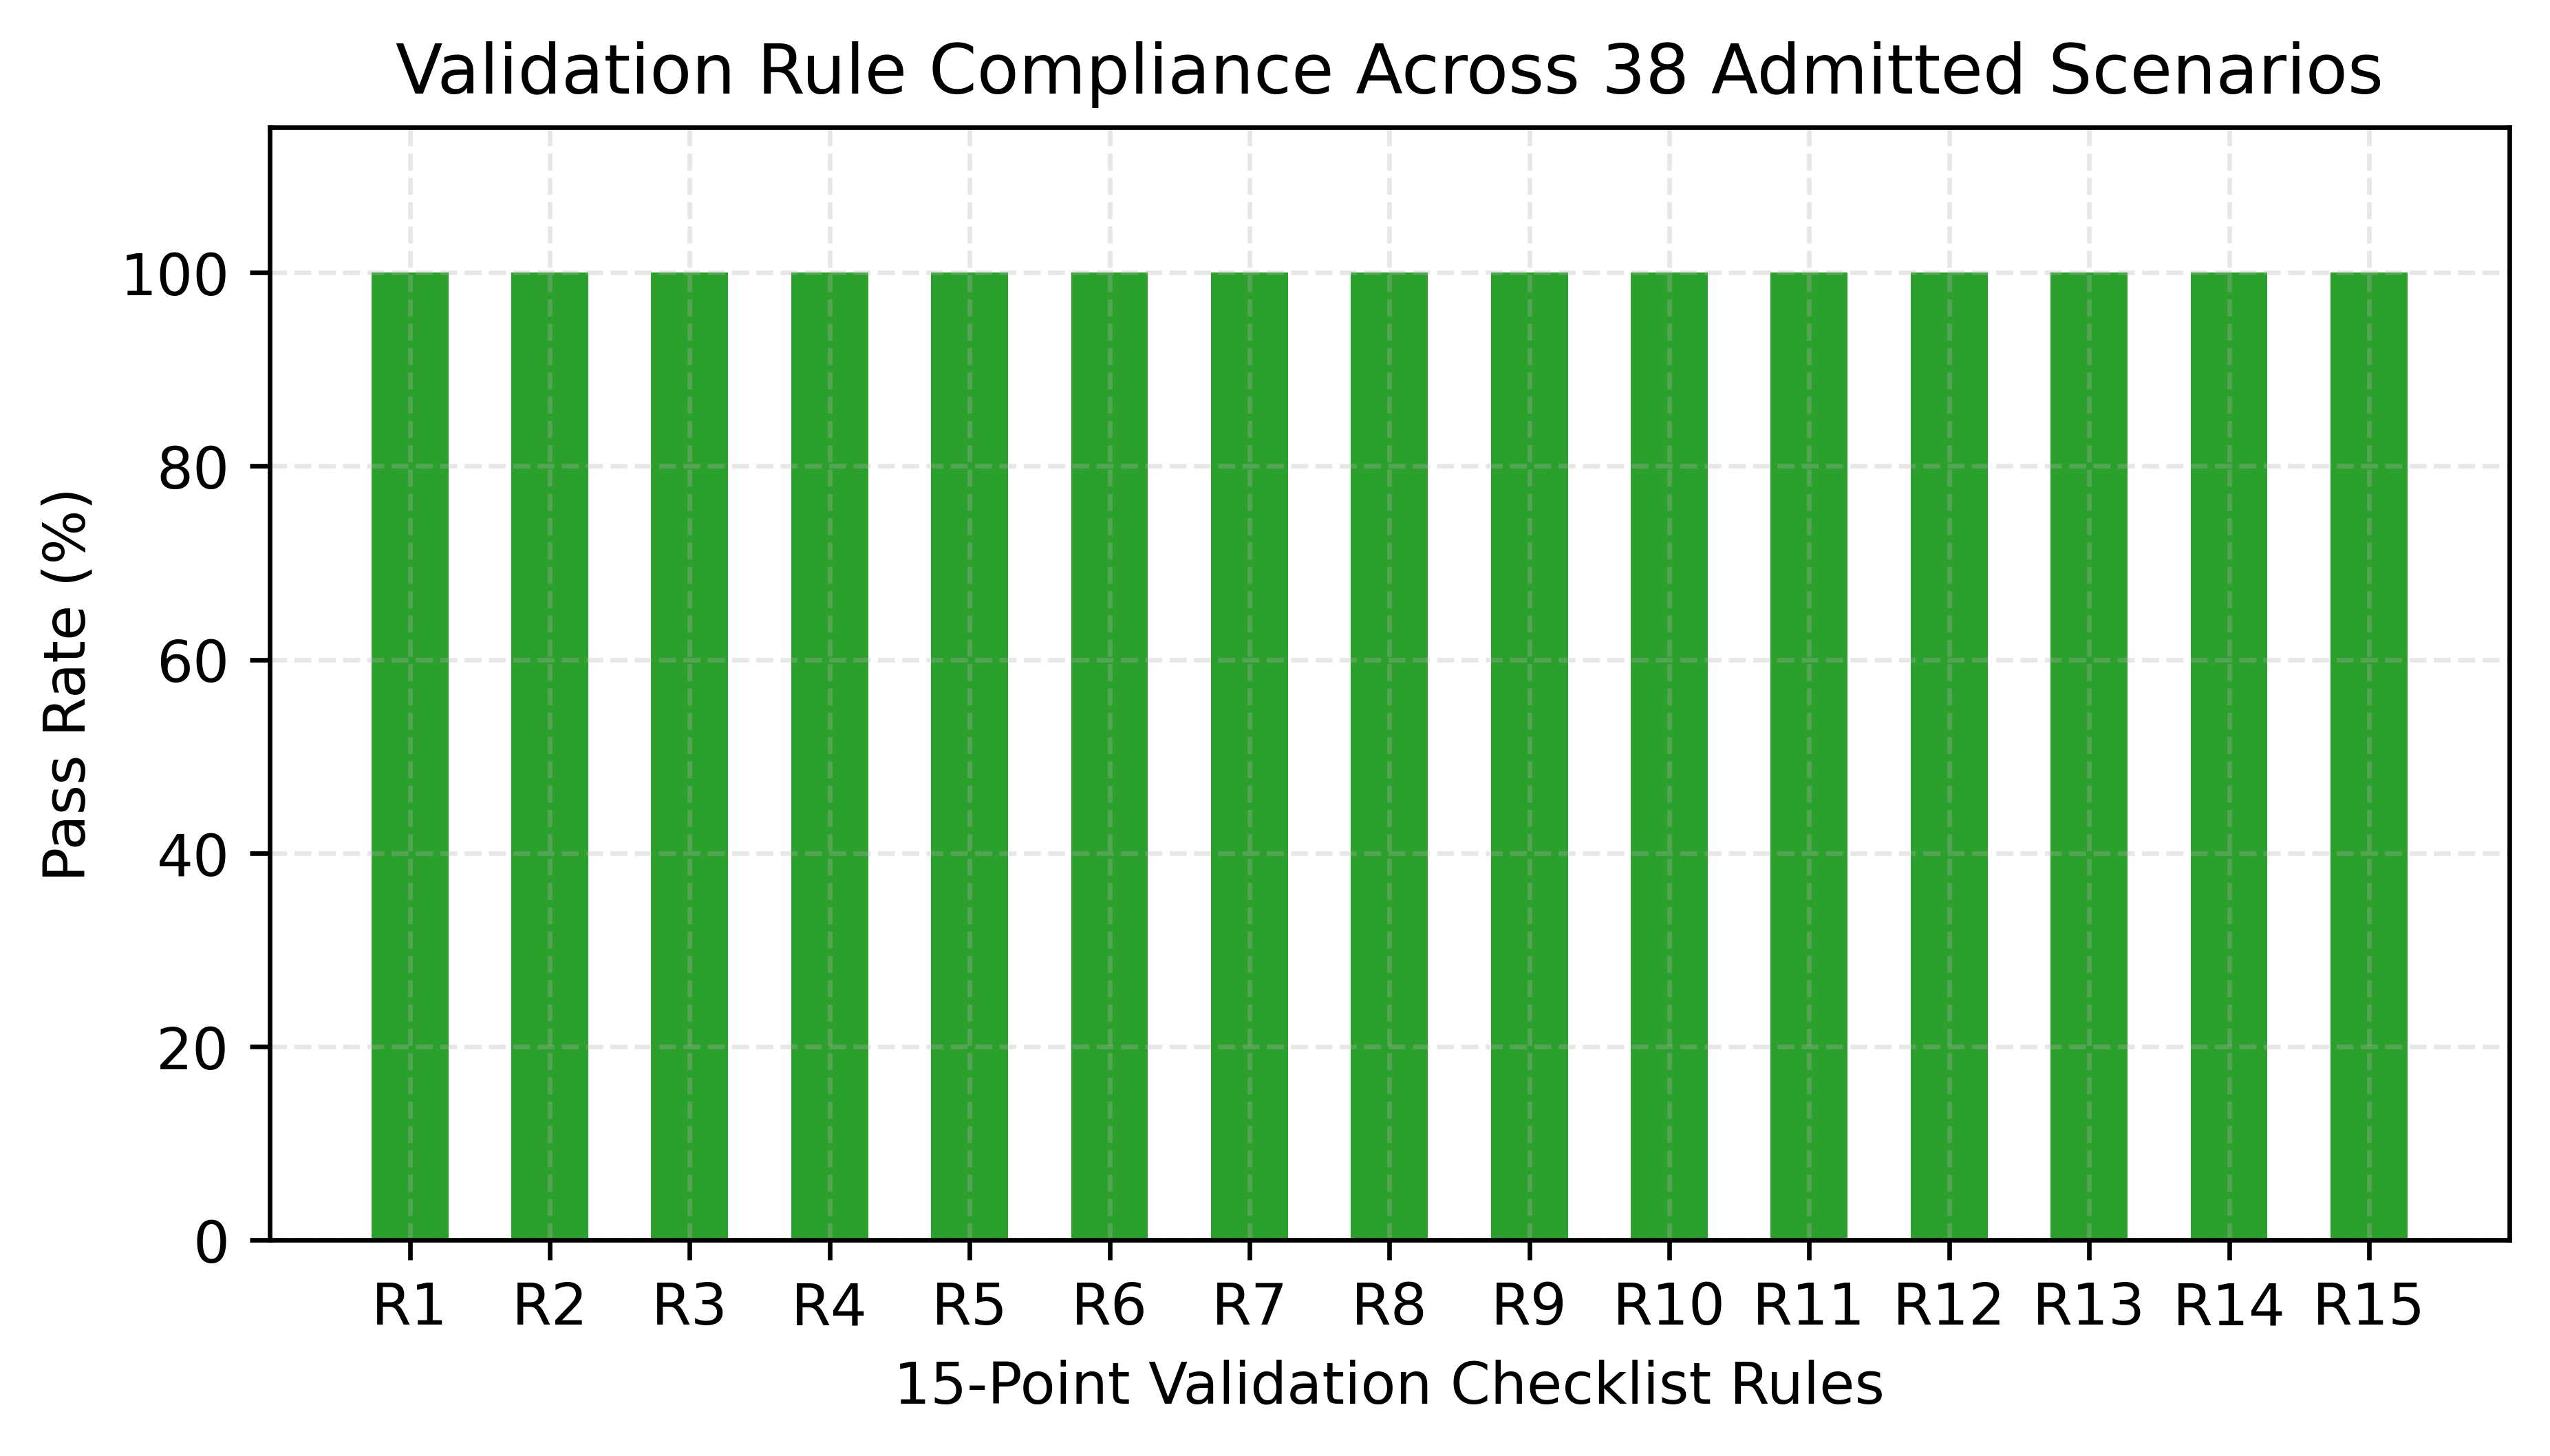 Validation Rule Compliance Across 38 Admitted Scenarios
Pass Rate (%)
100
80
60
40
20
0
R1 R2 R3 R4 R5 R6 R7 R8 R9 R10 R11 R12 R13 R14 R15
15-Point Validation Checklist Rules